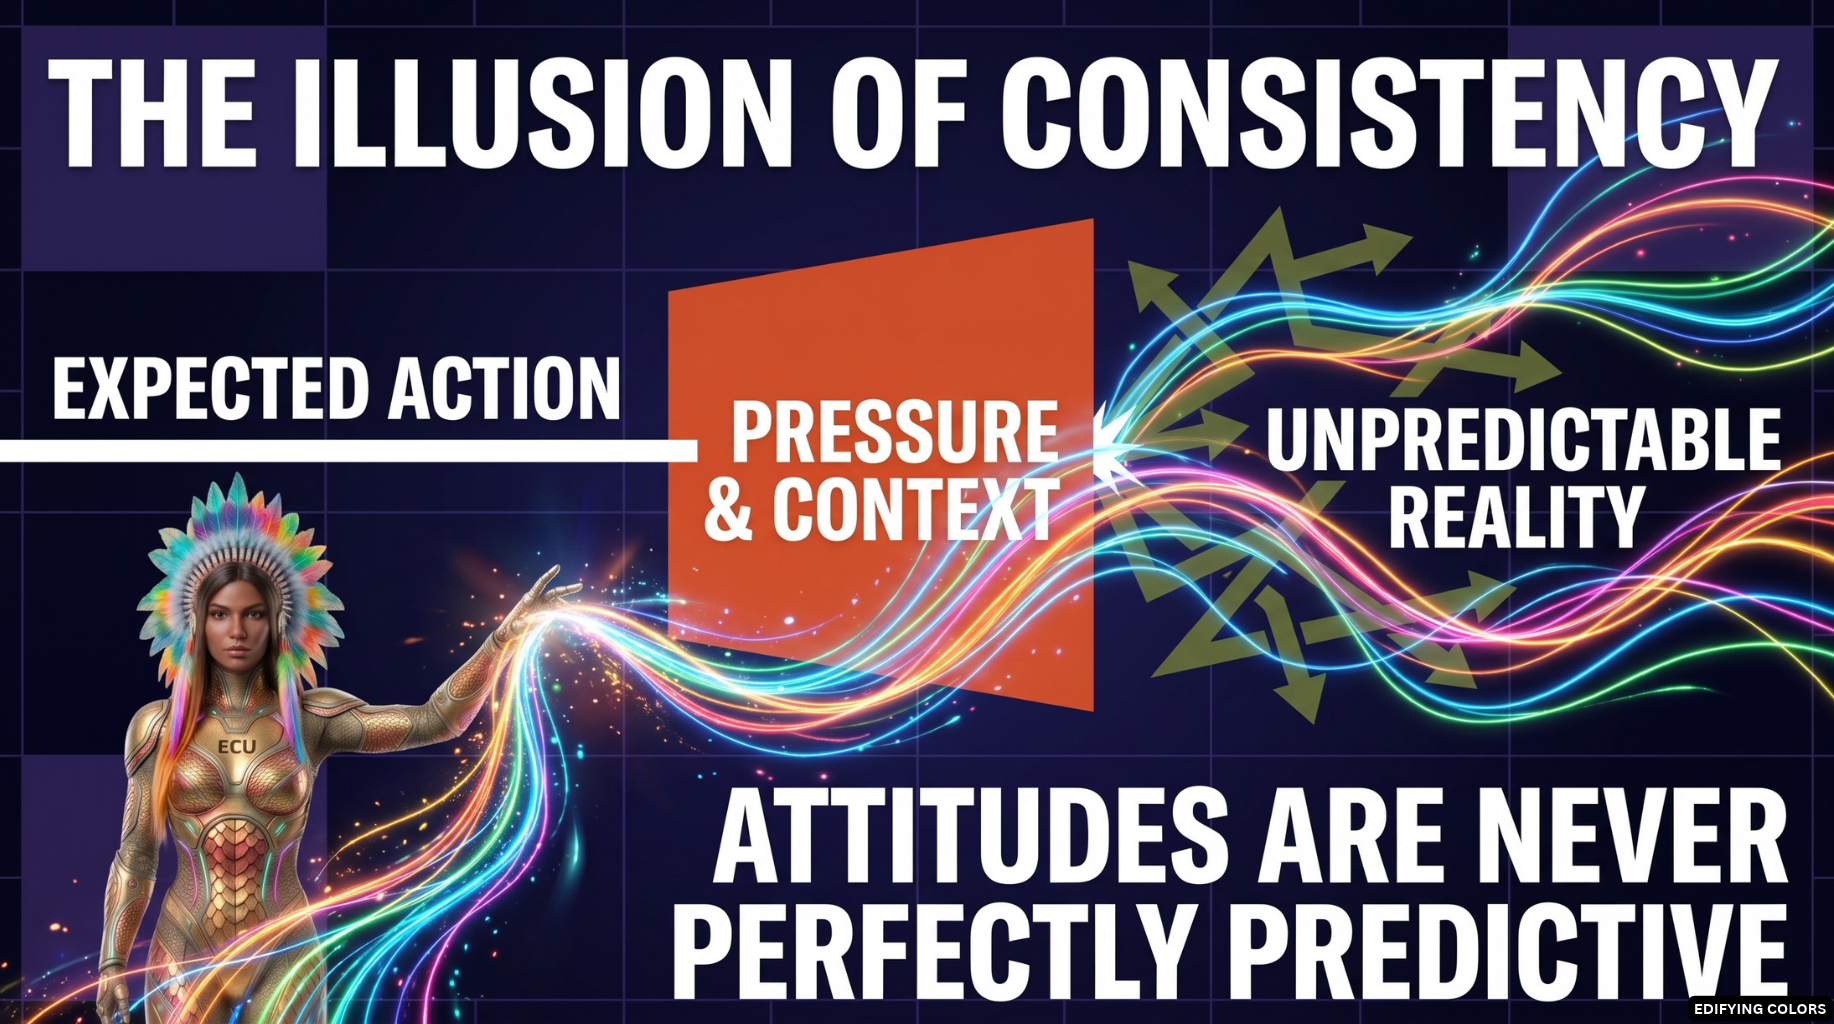 THE ILLUSION OF CONSISTENCY
EXPECTED ACTION
PRESSURE
& CONTEXT
UNPREDICTABLE
REALITY
ECU
ATTITUDES ARE NEVER
PERFECTLY PREDICTIVE
EDIFYING COLORS